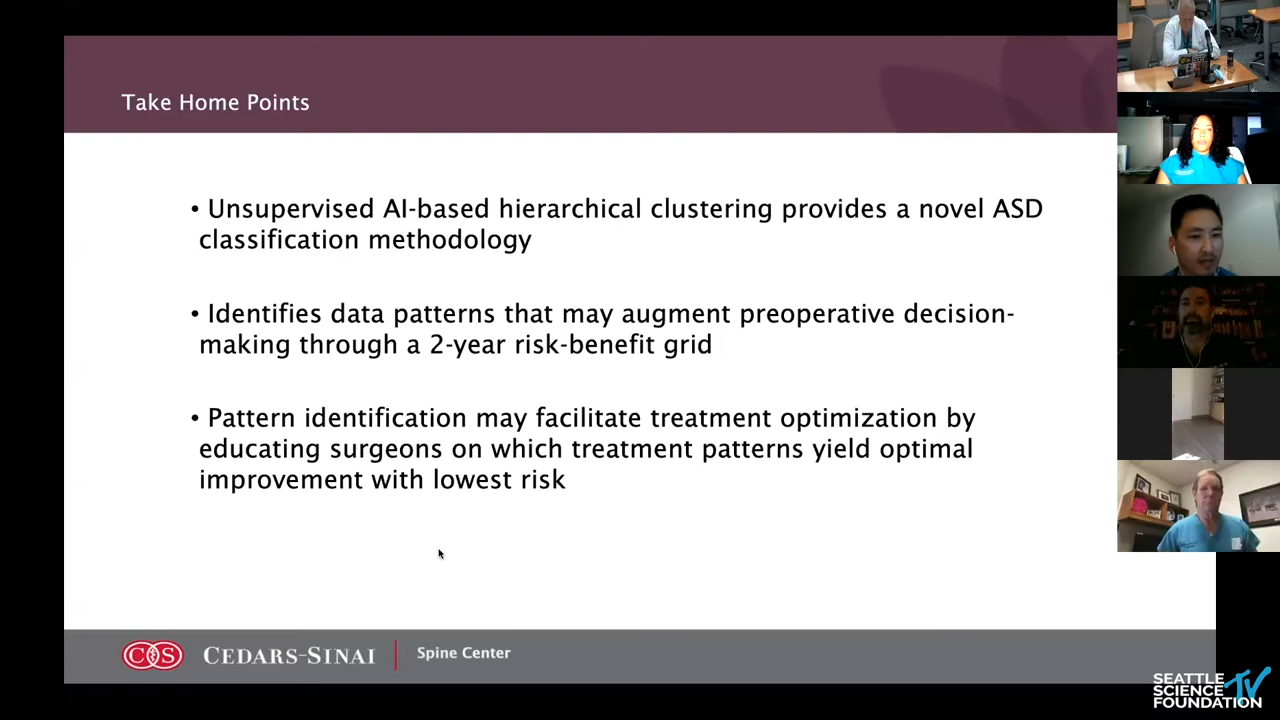 Take Home Points
• Unsupervised AI-based hierarchical clustering provides a novel ASD
classification methodology
• Identifies data patterns that may augment preoperative decision-
making through a 2-year risk-benefit grid
• Pattern identification may facilitate treatment optimization by
educating surgeons on which treatment patterns yield optimal
improvement with lowest risk
CEDARS-SINAI
Spine Center
SEATTLE
SCIENCE
FOUNDATION
TV